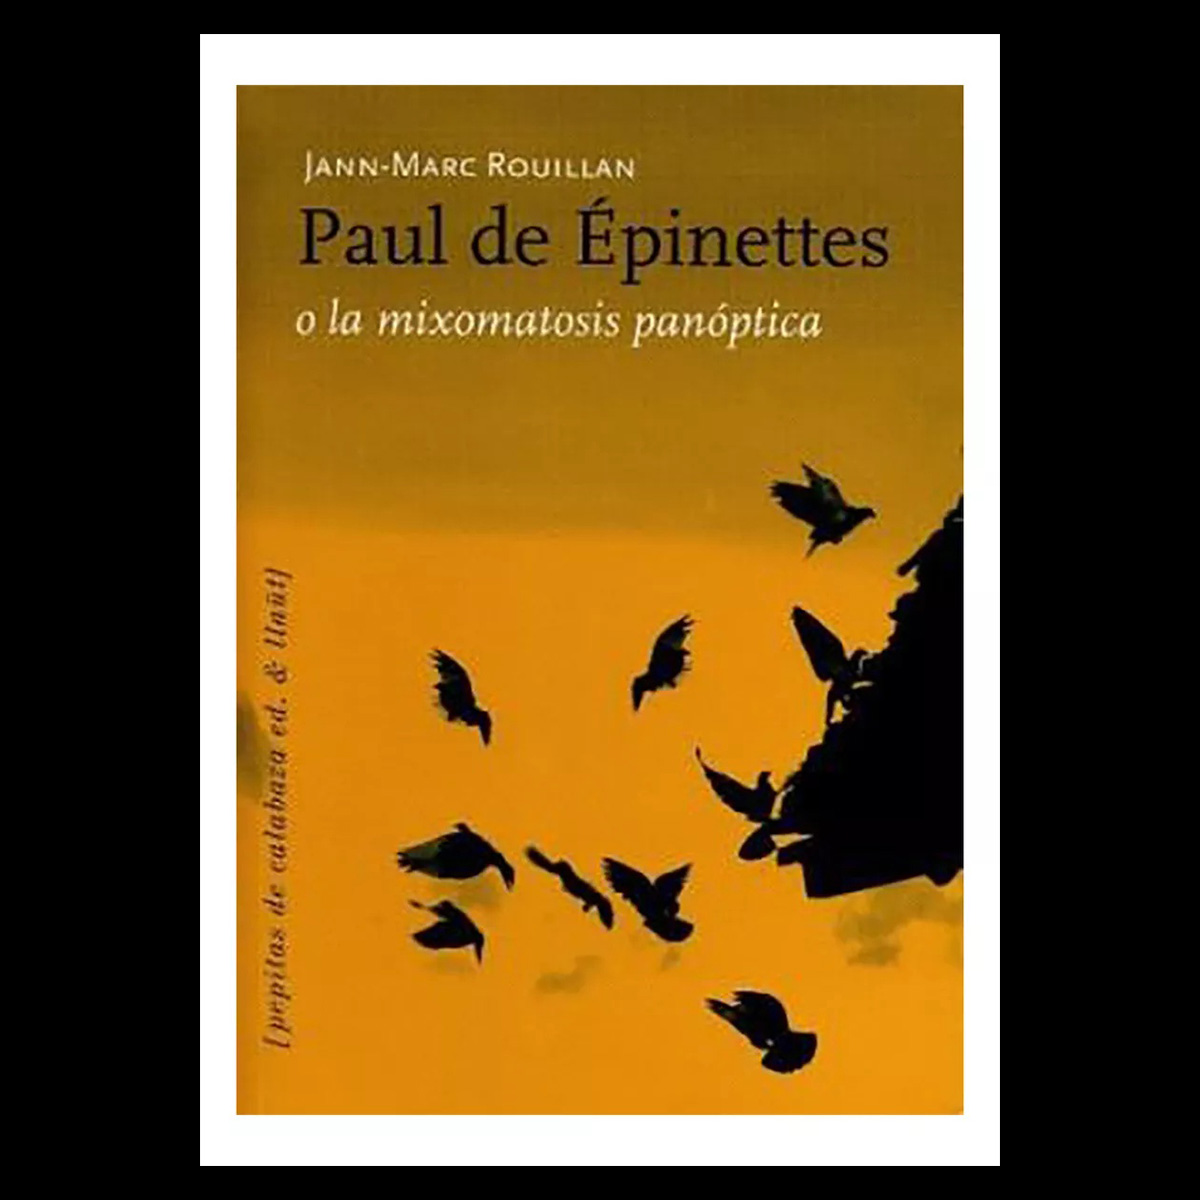 Jann-Marc Rouillan
Paul de Épinettes
o la mixomatosis panóptica
[pepitas de calabaza ed. & llaüt]